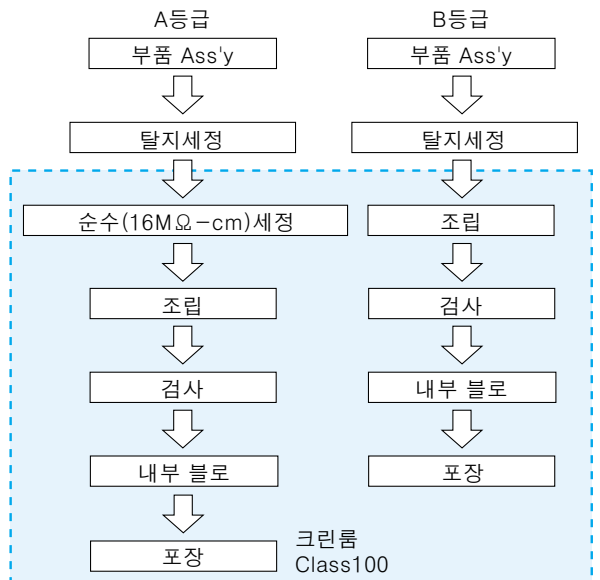 A등급
부품 Ass'y
탈지세정
순수(16MΩ-cm)세정
조립
검사
내부 블로
포장
크린룸
Class100
B등급
부품 Ass'y
탈지세정
조립
검사
내부 블로
포장